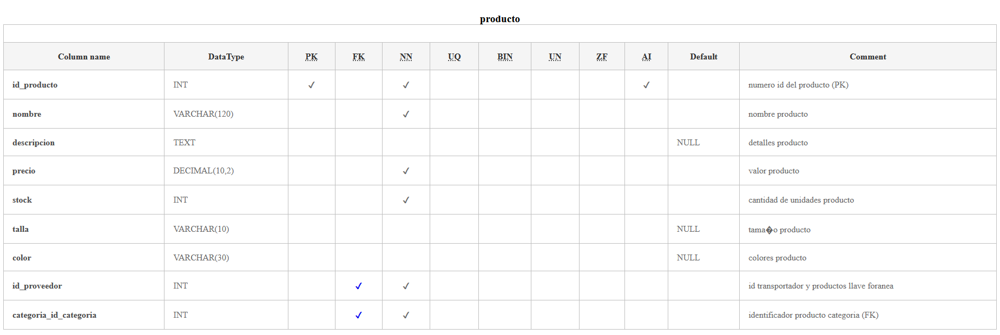 producto
Column name DataType PK FK NN UQ BIN UN ZF AI Default Comment
id_producto INT ✓ ✓ ✓ numero id del producto (PK)
nombre VARCHAR(120) ✓ nombre producto
descripcion TEXT NULL detalles producto
precio DECIMAL(10,2) ✓ valor producto
stock INT ✓ cantidad de unidades producto
talla VARCHAR(10) NULL tama�o producto
color VARCHAR(30) NULL colores producto
id_proveedor INT ✓ ✓ id transportador y productos llave foranea
categoria_id_categoria INT ✓ ✓ identificador producto categoria (FK)